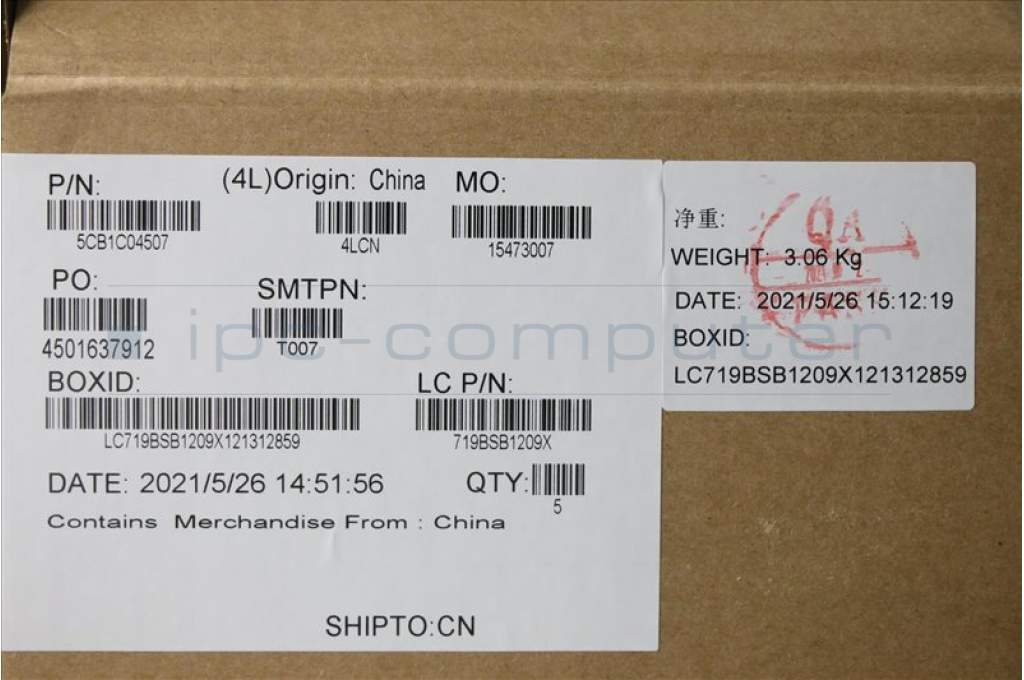 P/N:
(4L)Origin: China
MO:
5CB1C04507
4LCN
15473007
PO:
SMTPN:
4501637912
T007
BOXID:
LC P/N:
LC719BSB1209X121312859
719BSB1209X
DATE: 2021/5/26 14:51:56
QTY:
5
Contains Merchandise From : China
SHIPTO:CN
净重:
WEIGHT: 3.06 Kg
DATE: 2021/5/26 15:12:19
BOXID:
LC719BSB1209X121312859
QA
ipc-computer